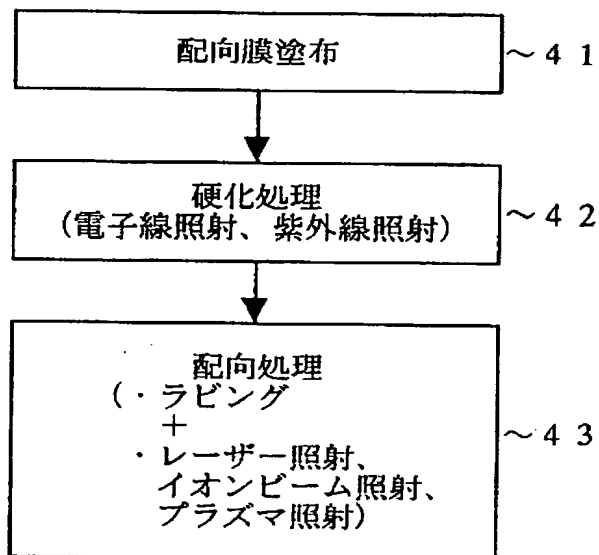 配向膜塗布 ～４１
硬化処理
(電子線照射、紫外線照射) ～４２
配向処理
(・ラビング
＋
・レーザー照射、 ～４３
イオンビーム照射、
プラズマ照射)